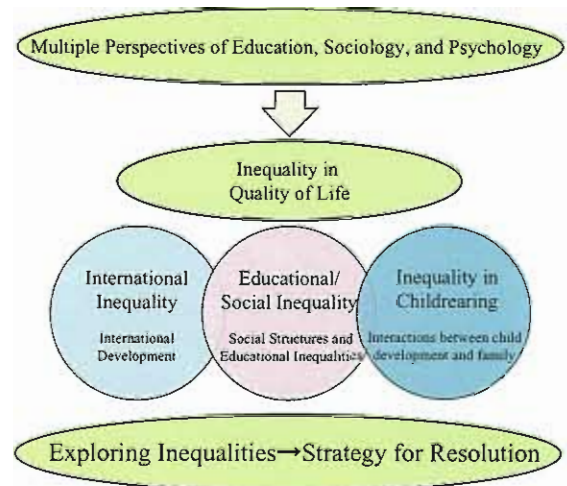 Multiple Perspectives of Education, Sociology, and Psychology
Inequality in
Quality of Life
International
Inequality
International
Development
Educational/
Social Inequality
Social Structures and
Educational Inequalities
Inequality in
Childrearing
Interactions between child
development and family
Exploring Inequalities→Strategy for Resolution